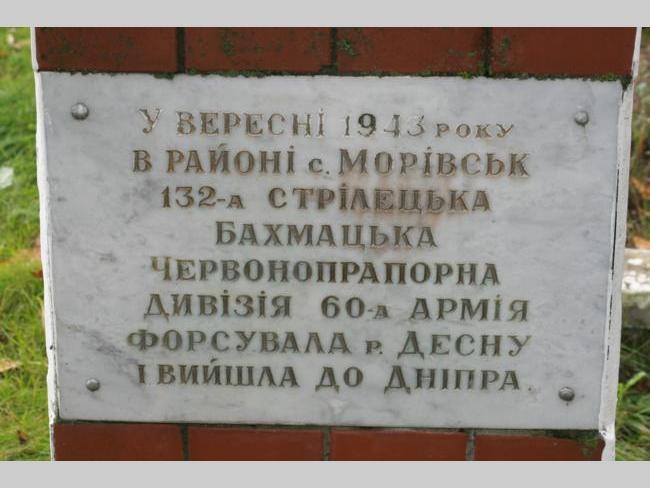 У ВЕРЕСНІ 1943 РОКУ
В РАЙОНІ С. МОРІВСЬК
132-А СТРІЛЕЦЬКА
БАХМАЦЬКА
ЧЕРВОНОПРАПОРНА
ДИВІЗІЯ 60-А АРМІЯ
ФОРСУВАЛА Р. ДЕСНУ
І ВИЙШЛА ДО ДНІПРА.